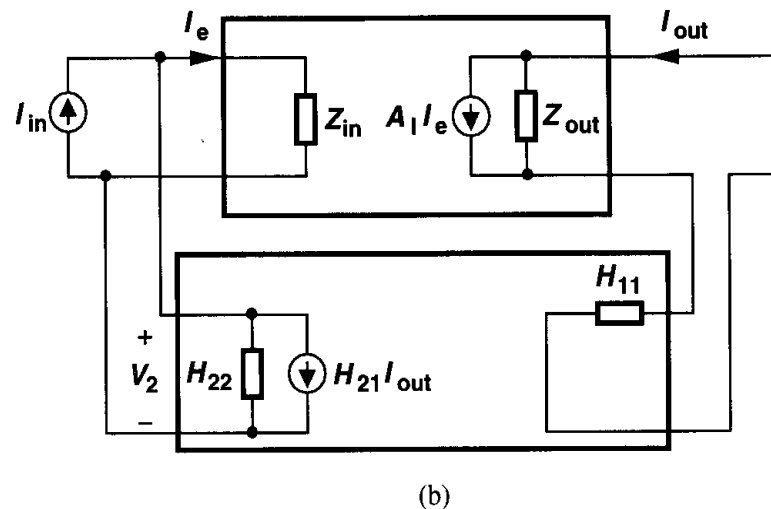 I_e
I_out
I_in
Z_in
A_I I_e
Z_out
H_11
+
V_2
–
H_22
H_21 I_out
(b)